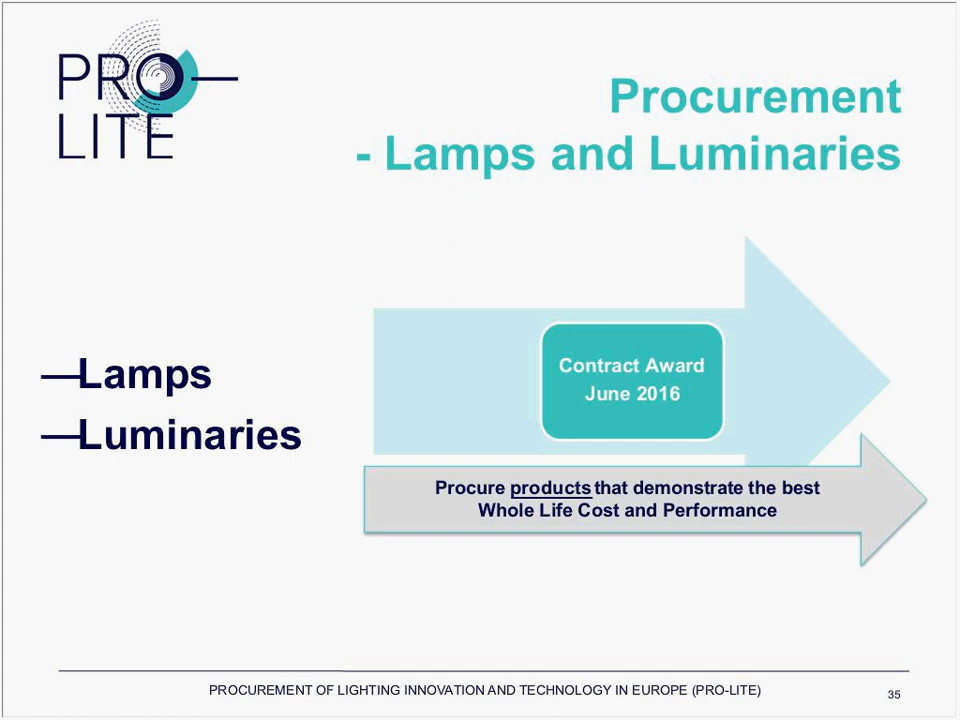 PRO—
LITE
Procurement
- Lamps and Luminaries
—Lamps
—Luminaries
Contract Award
June 2016
Procure products that demonstrate the best
Whole Life Cost and Performance
PROCUREMENT OF LIGHTING INNOVATION AND TECHNOLOGY IN EUROPE (PRO-LITE)
35